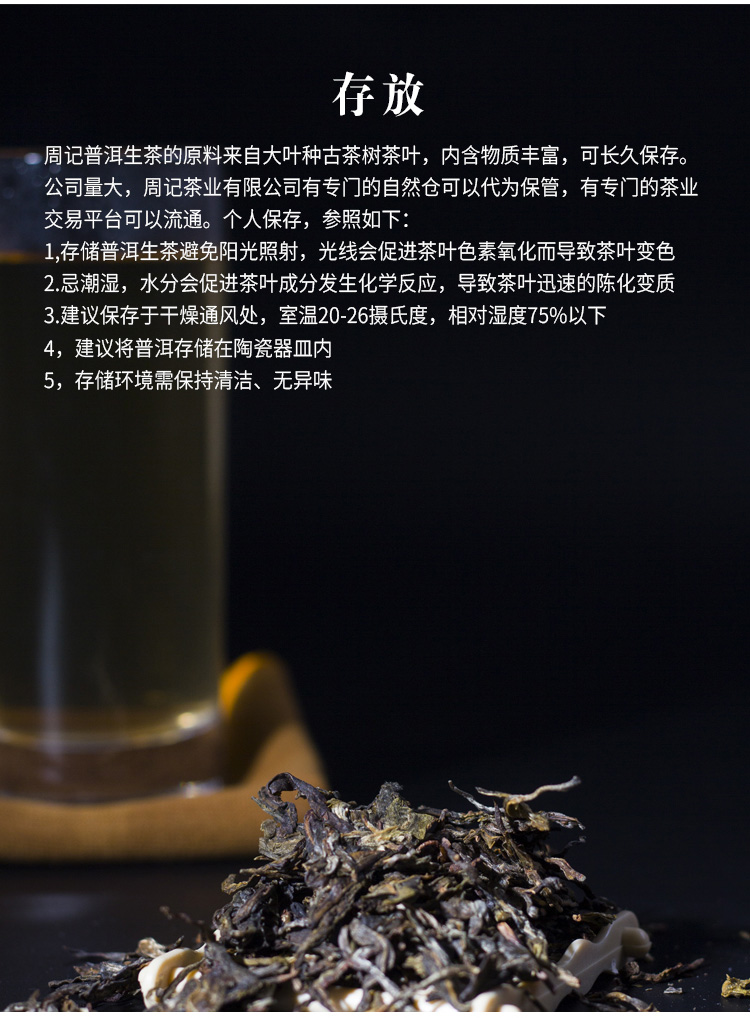 存放
周记普洱生茶的原料来自大叶种古茶树茶叶，内含物质丰富，可长久保存。
公司量大，周记茶业有限公司有专门的自然仓可以代为保管，有专门的茶业
交易平台可以流通。个人保存，参照如下：
1,存储普洱生茶避免阳光照射，光线会促进茶叶色素氧化而导致茶叶变色
2.忌潮湿，水分会促进茶叶成分发生化学反应，导致茶叶迅速的陈化变质
3.建议保存于干燥通风处，室温20-26摄氏度，相对湿度75%以下
4，建议将普洱存储在陶瓷器皿内
5，存储环境需保持清洁、无异味